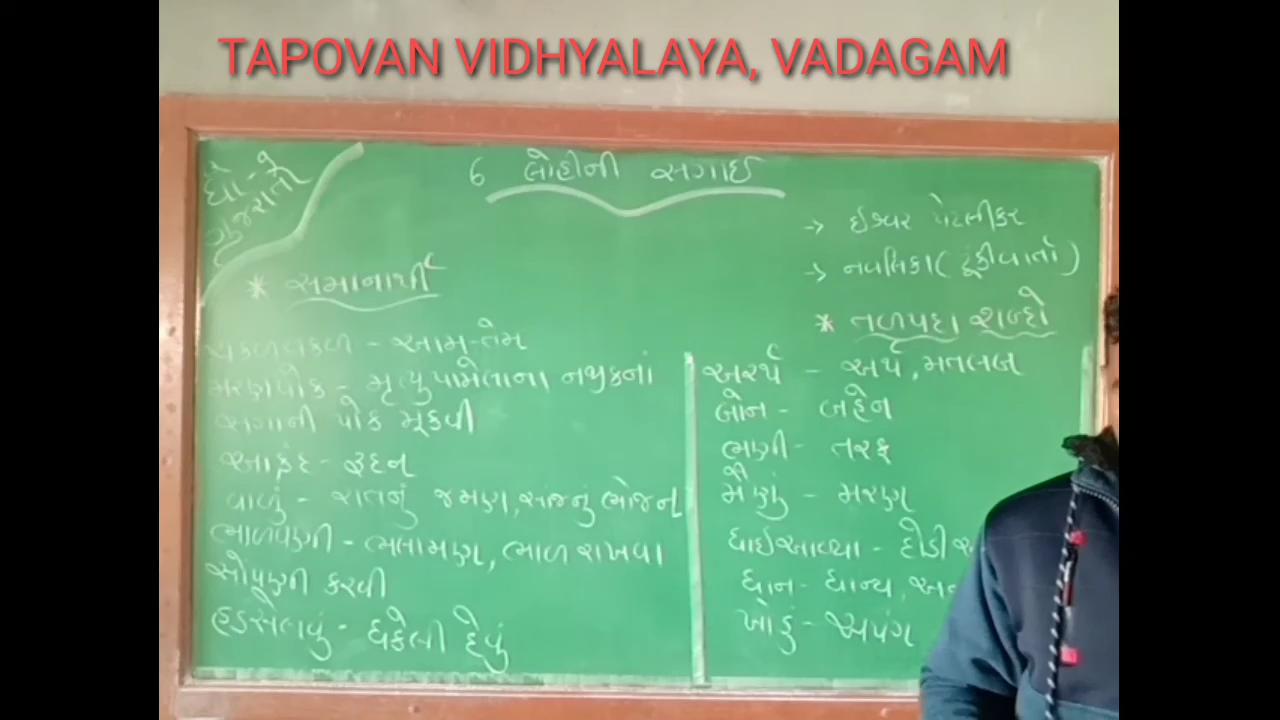 TAPOVAN VIDHYALAYA, VADAGAM
ધો-૧૦
ગુજરાતી
6 લોહીની સગાઈ
→ ઈશ્વર પેટલીકર
→ નવલિકા (ટૂંકીવાર્તા)
* સમાનાર્થી
- આમ-તેમ
મરણપોક - મૃત્યુ પામેલાના નજીકનાં
સગાની પોક મૂકવી
આક્રંદ - રૂદન
વાળું - રાતનું જમણ, સાંજનું ભોજન
ભાળવણી - ભલામણ, ભાળ રાખવા
સોંપણી કરવી
હડસેલવું - ધકેલી દેવું
* તળપદા શબ્દો
અરથ - અર્થ, મતલબ
બોન - બહેન
ભણી - તરફ
મૈણું - મરણ
ધાઈ આવ્યા - દોડી
ધાન - ધાન્ય,
ખોડું - અપંગ